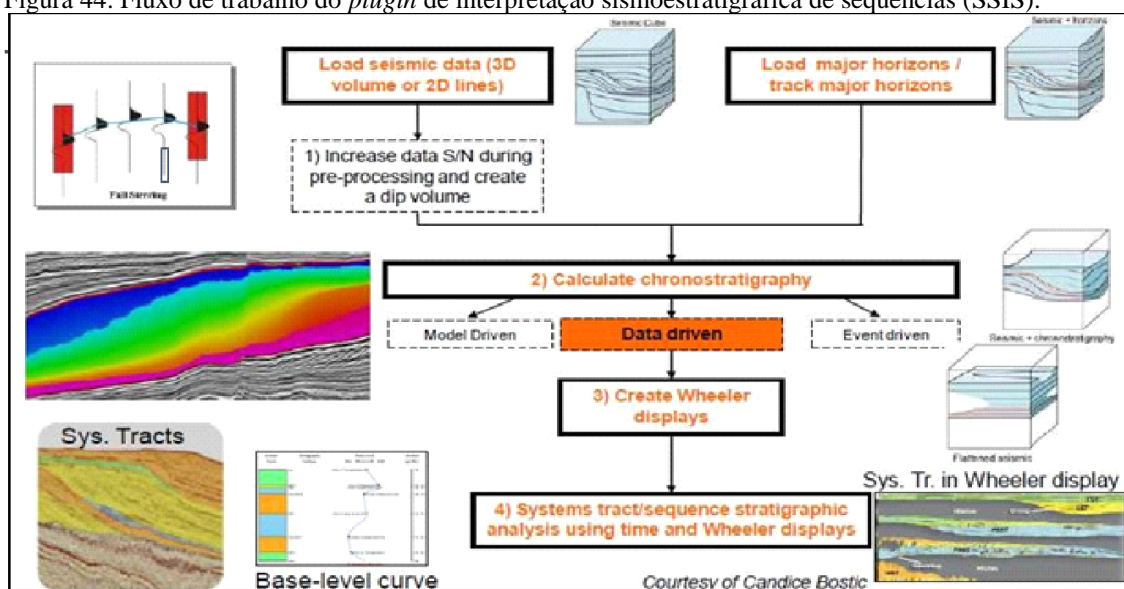 Figura 44: Fluxo de trabalho do plugin de interpretação sismoestratigráfica de sequências (SSIS).
Seismic Cube
Seismic + horizons
Load seismic data (3D
volume or 2D lines)
Load major horizons /
track major horizons
1) Increase data S/N during
pre-processing and create
a dip volume
Full Steering
2) Calculate chronostratigraphy
Model Driven
Data driven
Event driven
Seismic + chronostratigraphy
3) Create Wheeler
displays
Flattened seismic
Sys. Tracts
Sys. Tr. in Wheeler display
4) Systems tract/sequence stratigraphic
analysis using time and Wheeler displays
Base-level curve
Courtesy of Candice Bostic